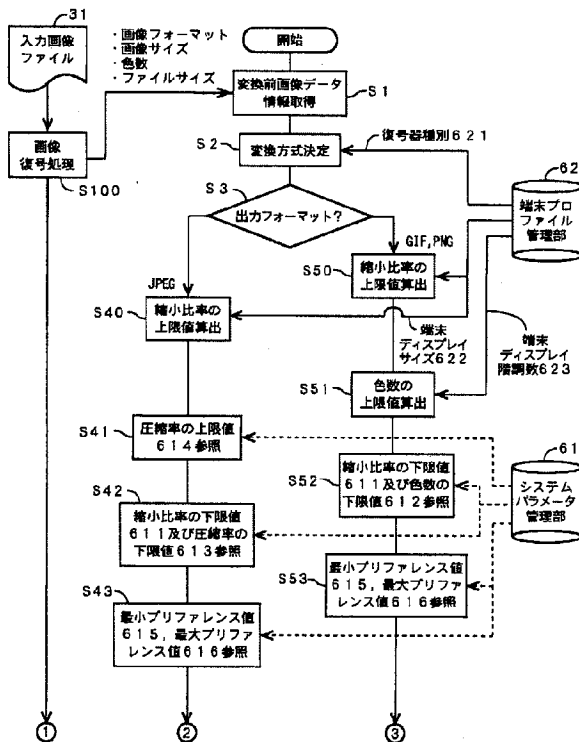 31
入力画像
ファイル
・画像フォーマット
・画像サイズ
・色数
・ファイルサイズ
開始
変換前画像データ
情報取得
S1
画像
復号処理
S100
S2
変換方式決定
復号器種別621
62
端末プロ
ファイル
管理部
S3
出力フォーマット?
JPEG
GIF,PNG
S50
縮小比率の
上限値算出
S40
縮小比率の
上限値算出
端末
ディスプレイ
サイズ622
端末
ディスプレイ
階調数623
S51
色数の
上限値算出
S41
圧縮率の上限値
614参照
S52
縮小比率の下限値
611及び色数の
下限値612参照
61
システム
パラメータ
管理部
S42
縮小比率の下限値
611及び圧縮率の
下限値613参照
S53
最小プリファレンス値
615，最大プリファ
レンス値616参照
S43
最小プリファレンス値
615，最大プリファ
レンス値616参照
①
②
③